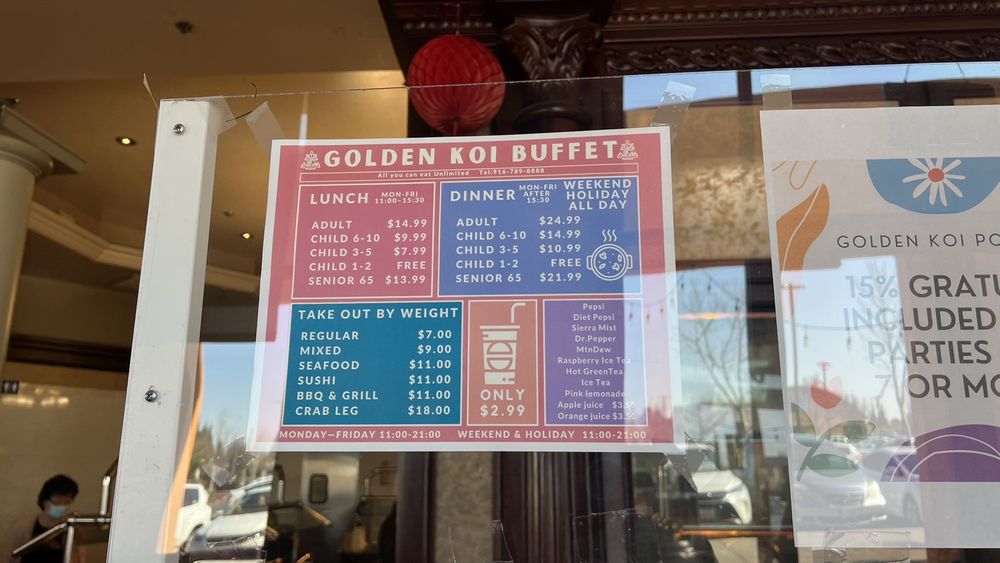 GOLDEN KOI BUFFET
All you can eat Unlimited Tel:916-789-8888
LUNCH MON-FRI 11:00-15:30
ADULT $14.99
CHILD 6-10 $9.99
CHILD 3-5 $7.99
CHILD 1-2 FREE
SENIOR 65 $13.99
DINNER MON-FRI AFTER 15:30
WEEKEND
HOLIDAY
ALL DAY
ADULT $24.99
CHILD 6-10 $14.99
CHILD 3-5 $10.99
CHILD 1-2 FREE
SENIOR 65 $21.99
TAKE OUT BY WEIGHT
REGULAR $7.00
MIXED $9.00
SEAFOOD $11.00
SUSHI $11.00
BBQ & GRILL $11.00
CRAB LEG $18.00
ONLY
$2.99
Pepsi
Diet Pepsi
Sierra Mist
Dr.Pepper
MtnDew
Raspberry Ice Tea
Hot GreenTea
Ice Tea
Pink lemonade
Apple juice $3.50
Orange juice $3.50
MONDAY—FRIDAY 11:00-21:00 WEEKEND & HOLIDAY 11:00-21:00
GOLDEN KOI PO
15% GRATU
INCLUDED
PARTIES
7 OR MO